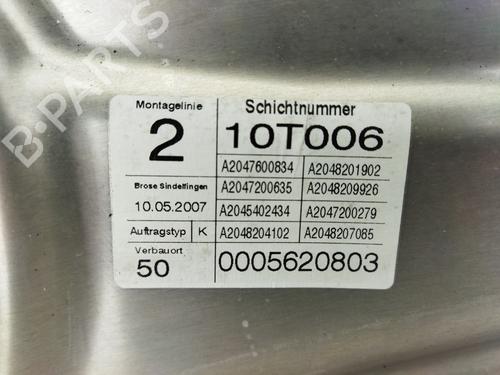 B-PARTS
Montagelinie
2
Schichtnummer
10T006
A2047600834 A2048201902
Brose Sindelfingen
A2047200635 A2048209926
10.05.2007
A2045402434 A2047200279
Auftragstyp K
A2048204102 A2048207085
Verbauort
50
0005620803